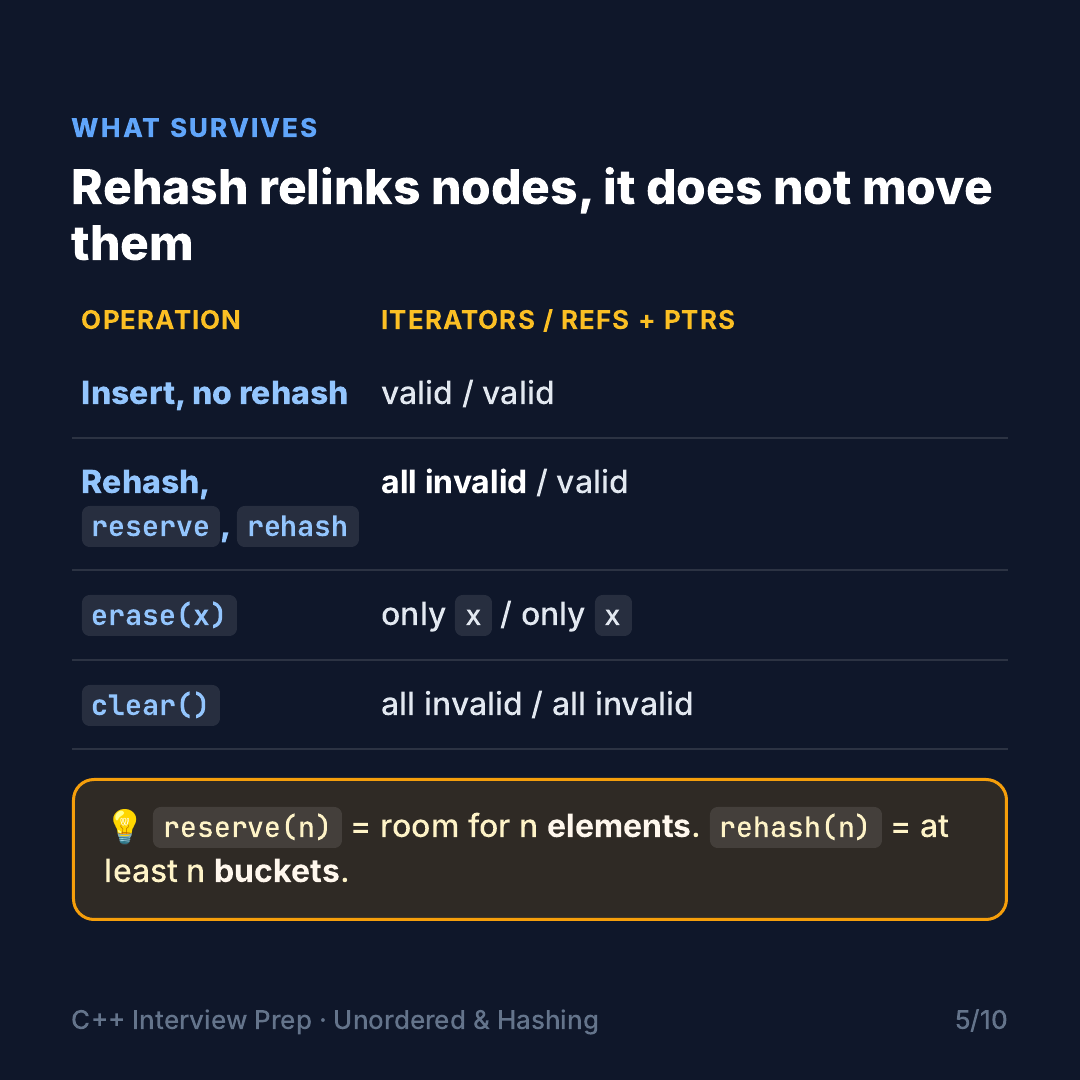 WHAT SURVIVES
Rehash relinks nodes, it does not move
them
OPERATION ITERATORS / REFS + PTRS
Insert, no rehash valid / valid
Rehash, all invalid / valid
reserve, rehash
erase(x) only x / only x
clear() all invalid / all invalid
💡 reserve(n) = room for n elements. rehash(n) = at
least n buckets.
C++ Interview Prep · Unordered & Hashing 5/10